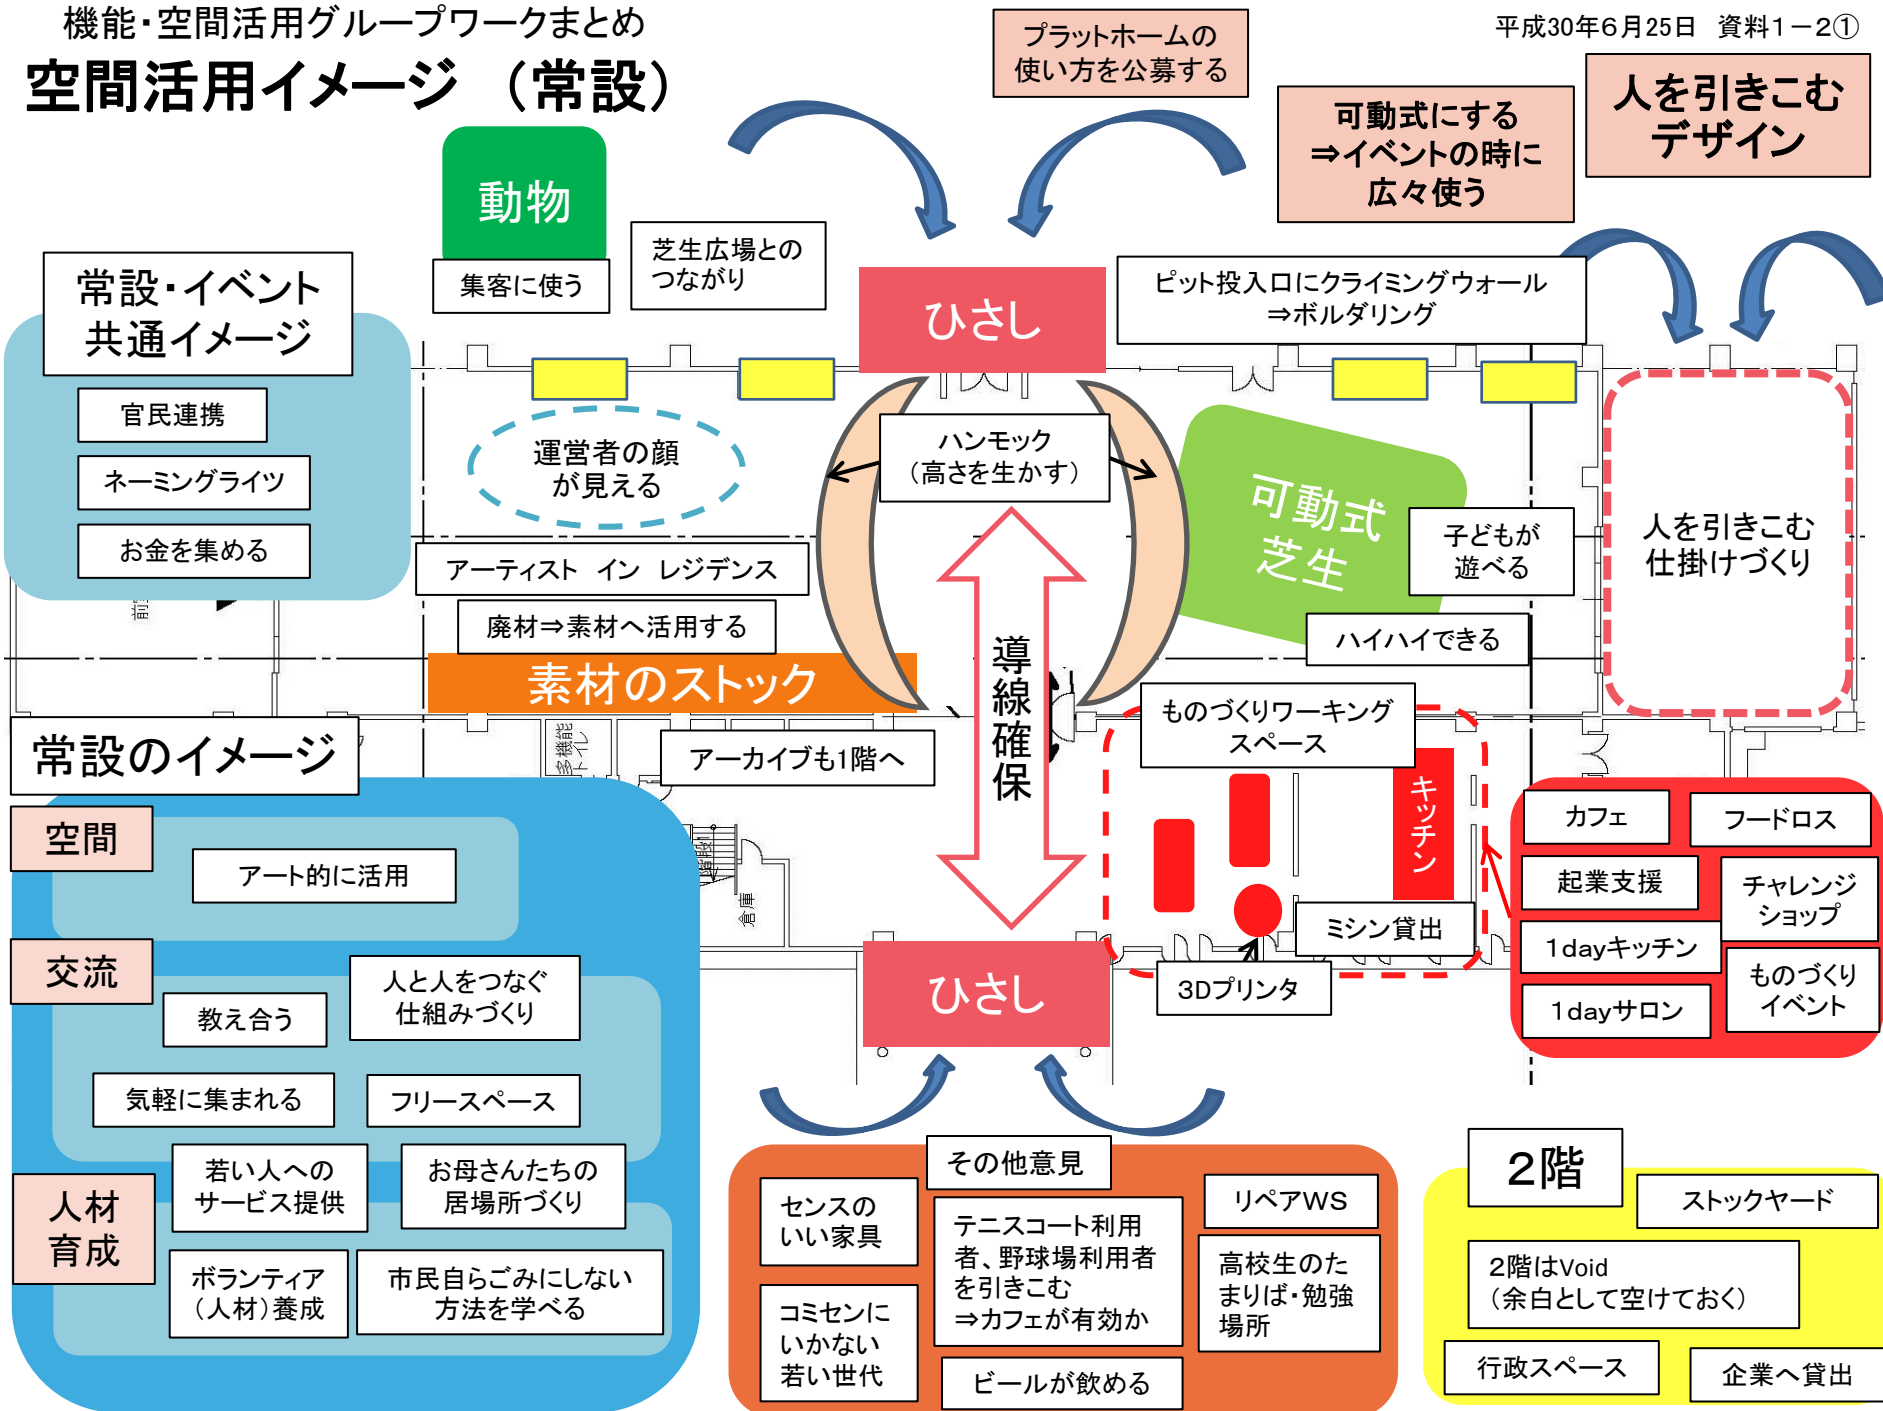 機能・空間活用グループワークまとめ
空間活用イメージ （常設）
平成30年6月25日 資料1－2①
プラットホームの
使い方を公募する
可動式にする
⇒イベントの時に
広々使う
人を引きこむ
デザイン
動物
集客に使う
芝生広場との
つながり
ひさし
ピット投入口にクライミングウォール
⇒ボルダリング
常設・イベント
共通イメージ
官民連携
ネーミングライツ
お金を集める
運営者の顔
が見える
ハンモック
（高さを生かす）
可動式
芝生
子どもが
遊べる
ハイハイできる
人を引きこむ
仕掛けづくり
アーティスト イン レジデンス
廃材⇒素材へ活用する
素材のストック
アーカイブも1階へ
導線確保
多機能
トイレ
階段
倉庫
前室
ものづくりワーキング
スペース
キッチン
ミシン貸出
3Dプリンタ
ひさし
カフェ
フードロス
起業支援
チャレンジ
ショップ
1dayキッチン
1dayサロン
ものづくり
イベント
常設のイメージ
空間
アート的に活用
交流
教え合う
人と人をつなぐ
仕組みづくり
気軽に集まれる
フリースペース
若い人への
サービス提供
お母さんたちの
居場所づくり
人材
育成
ボランティア
（人材）養成
市民自らごみにしない
方法を学べる
その他意見
センスの
いい家具
テニスコート利用
者、野球場利用者
を引きこむ
⇒カフェが有効か
リペアWS
高校生のた
まりば・勉強
場所
コミセンに
いかない
若い世代
ビールが飲める
2階
ストックヤード
2階はVoid
（余白として空けておく）
行政スペース
企業へ貸出